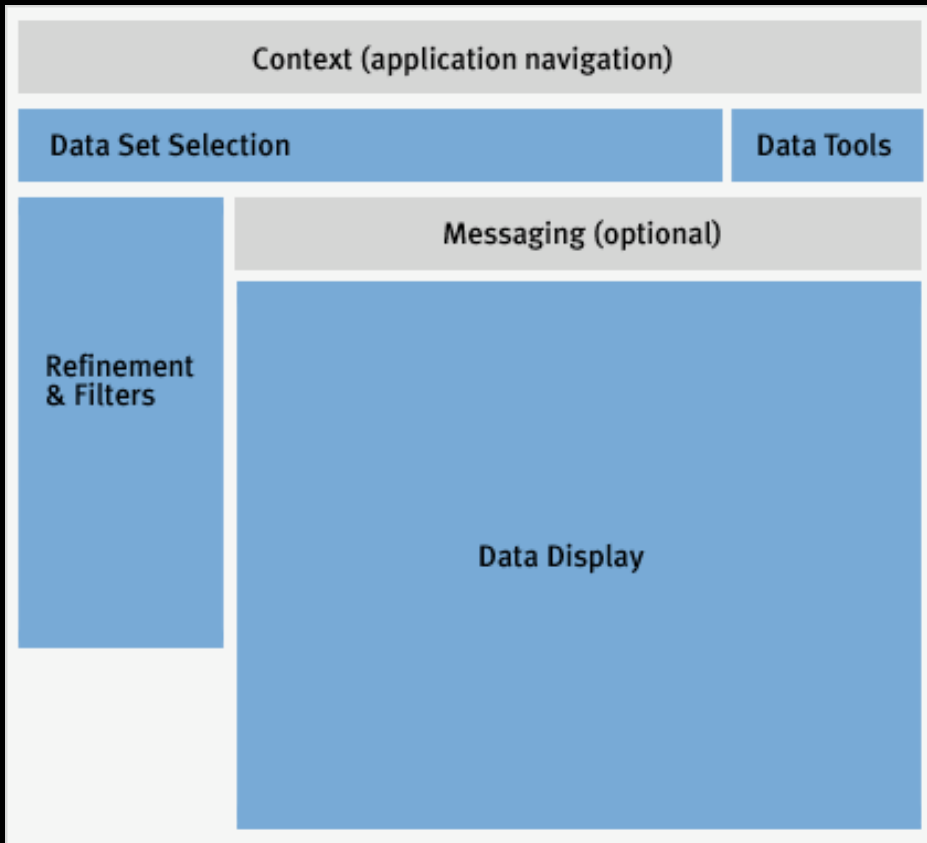 Context (application navigation)
Data Set Selection
Data Tools
Messaging (optional)
Refinement
& Filters
Data Display